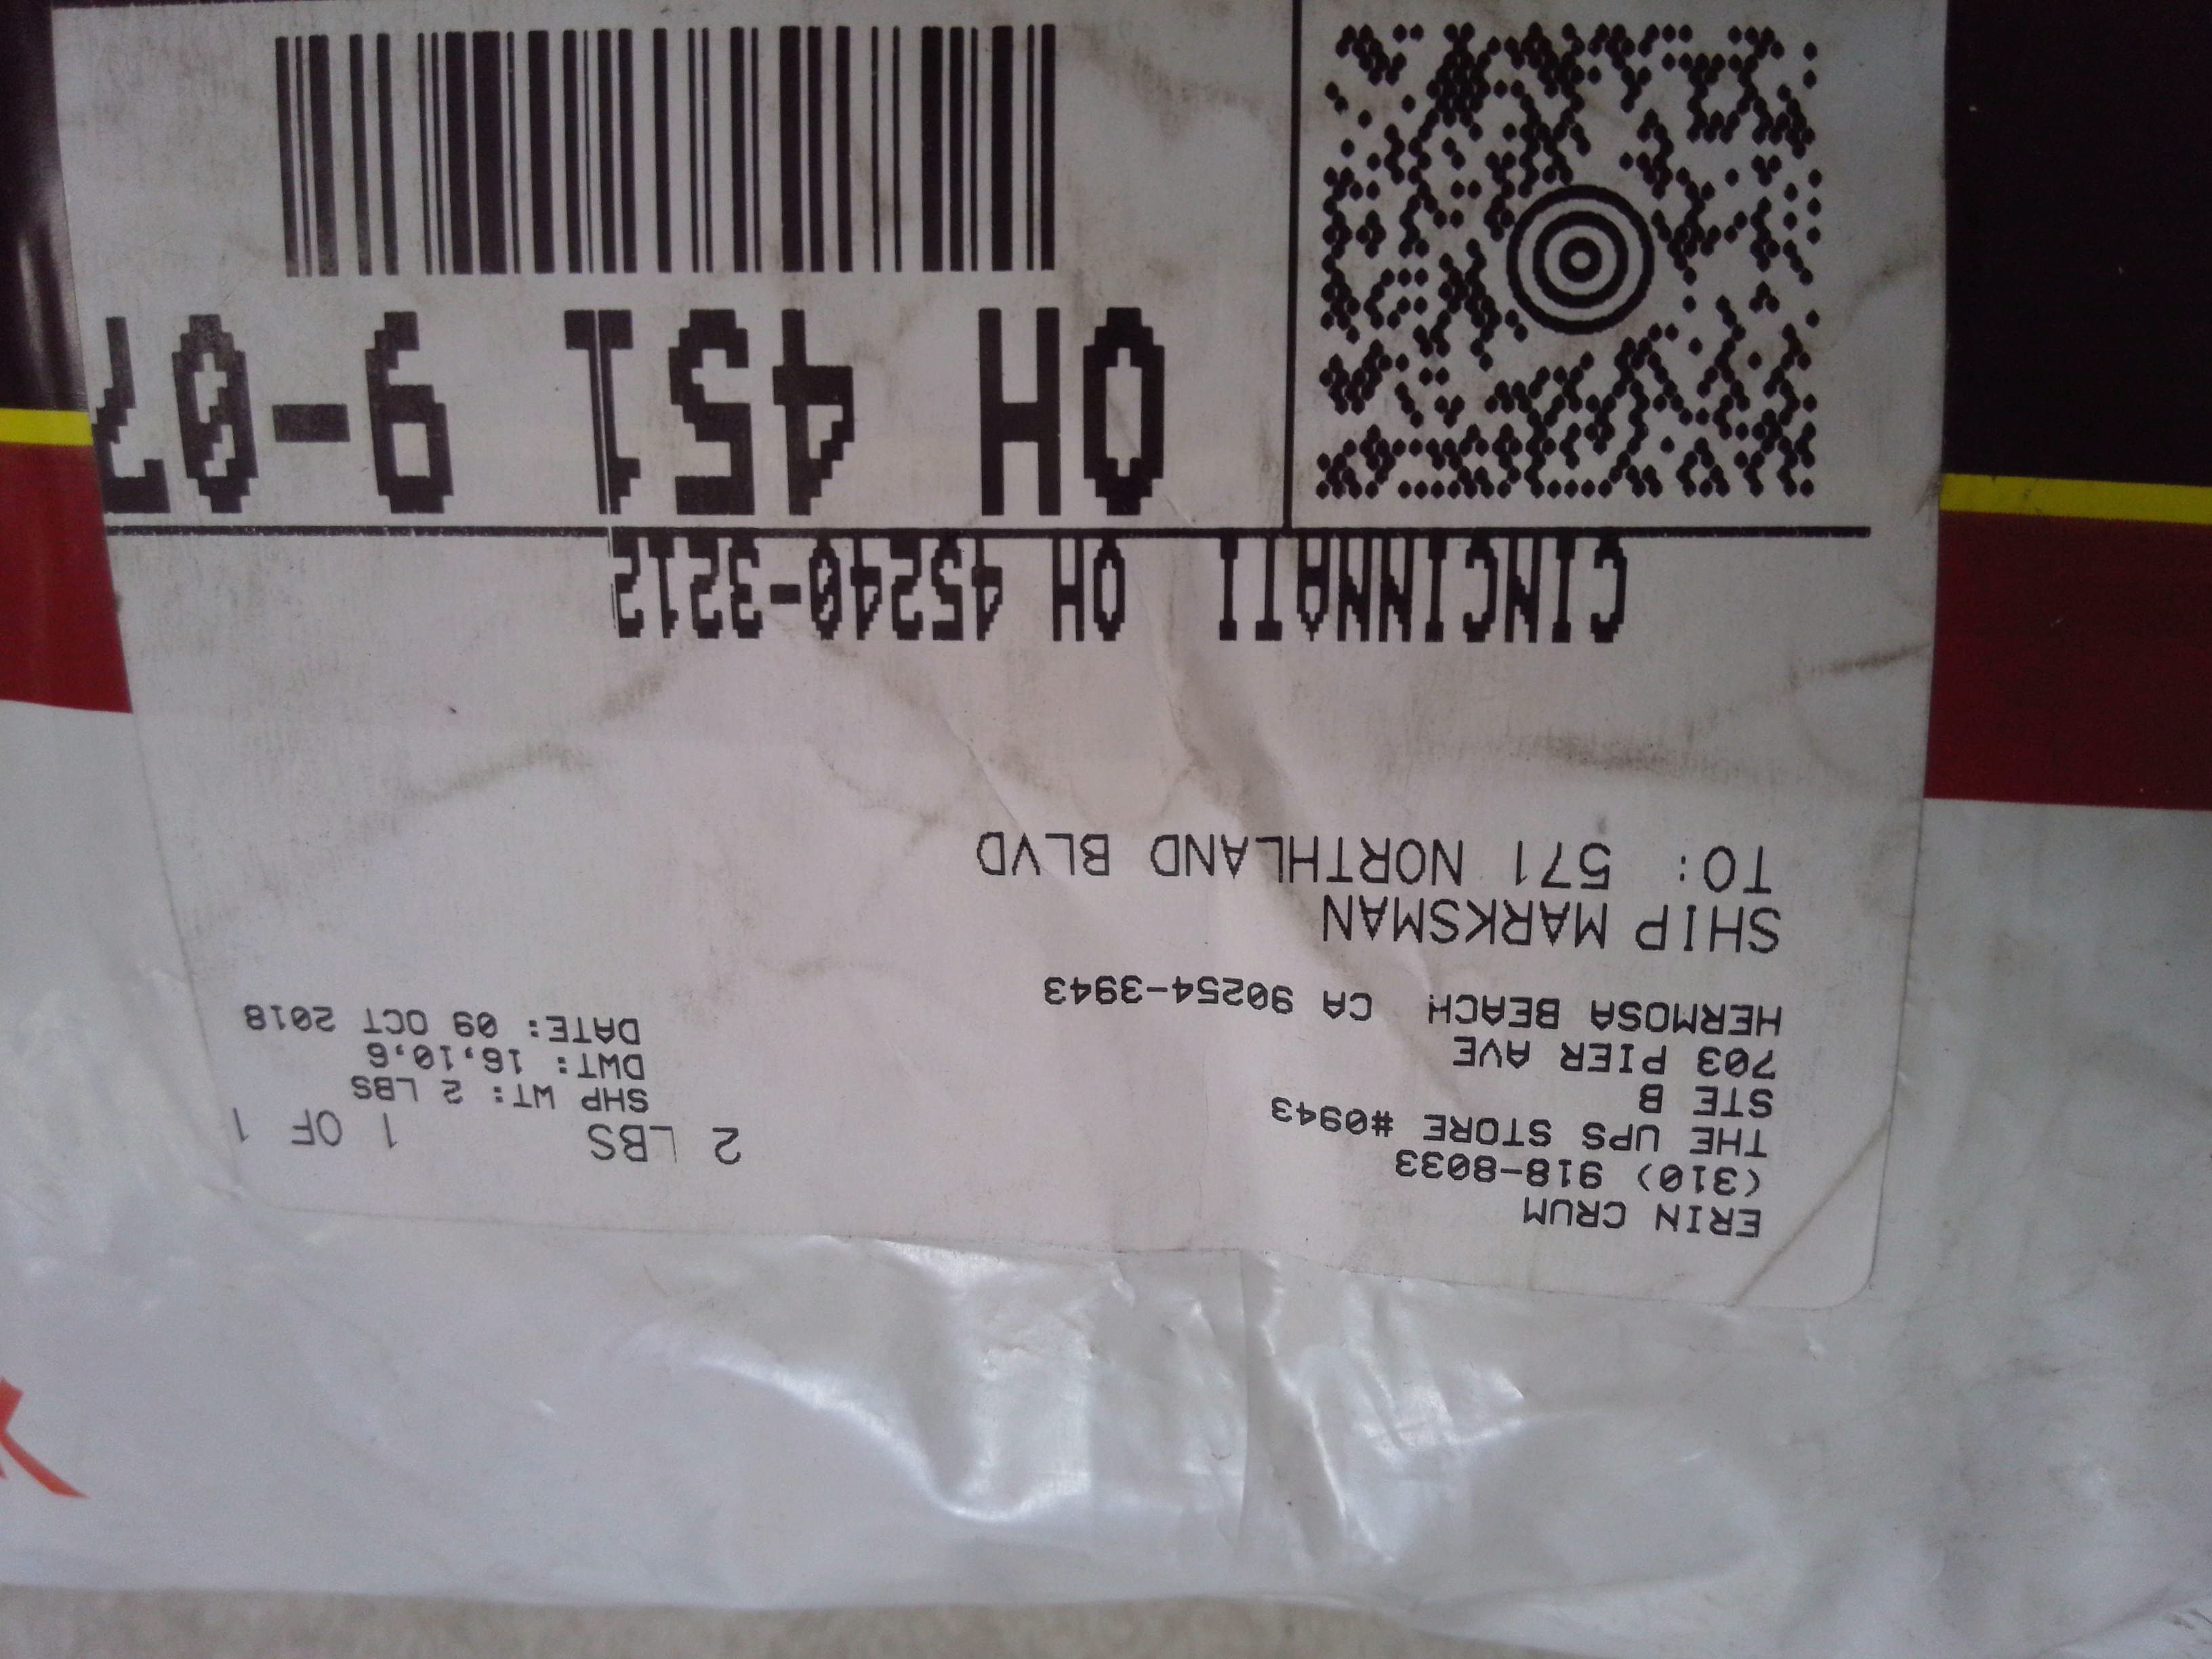 ERIN CRUM
(310) 918-8033
THE UPS STORE #0943
STE B
703 PIER AVE
HERMOSA BEACH CA 90254-3943
2 LBS 1 OF 1
SHP WT: 2 LBS
DWT: 16,10,6
DATE: 09 OCT 2018
SHIP MARKSMAN
TO: 571 NORTHLAND BLVD
CINCINNATI OH 45240-3212
OH 451 9-07